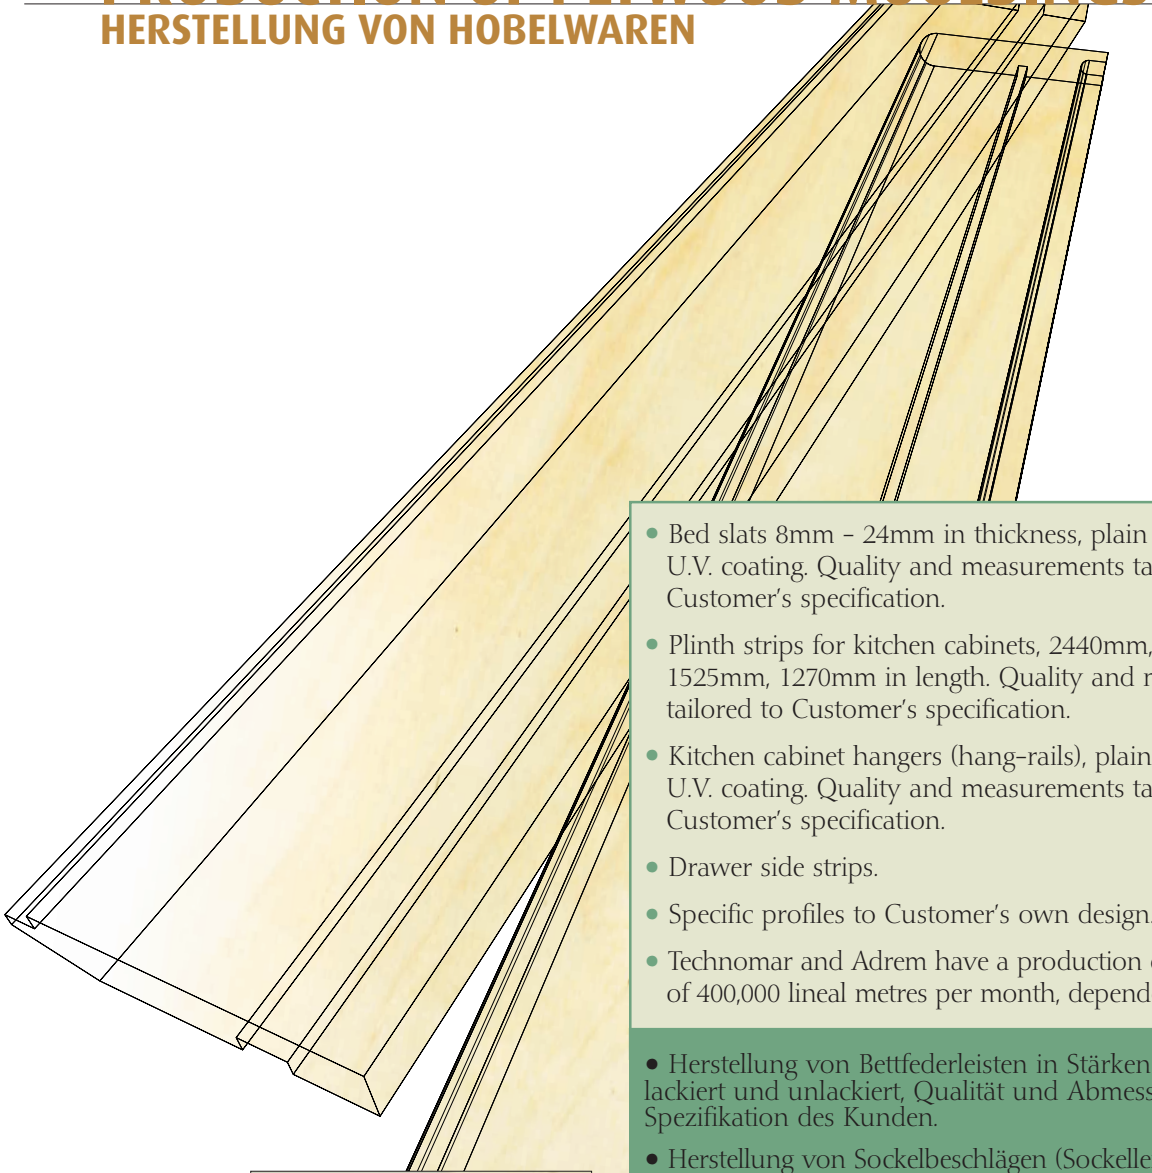 PRODUCTION OF PLYWOOD MOULDINGS
HERSTELLUNG VON HOBELWAREN
• Bed slats 8mm – 24mm in thickness, plain
U.V. coating. Quality and measurements ta
Customer’s specification.
• Plinth strips for kitchen cabinets, 2440mm,
1525mm, 1270mm in length. Quality and
tailored to Customer’s specification.
• Kitchen cabinet hangers (hang-rails), plain
U.V. coating. Quality and measurements ta
Customer’s specification.
• Drawer side strips.
• Specific profiles to Customer’s own design.
• Technomar and Adrem have a production
of 400,000 lineal metres per month, depend
• Herstellung von Bettfederleisten in Stärken
lackiert und unlackiert, Qualität und Abmess
Spezifikation des Kunden.
• Herstellung von Sockelbeschlägen (Sockelle